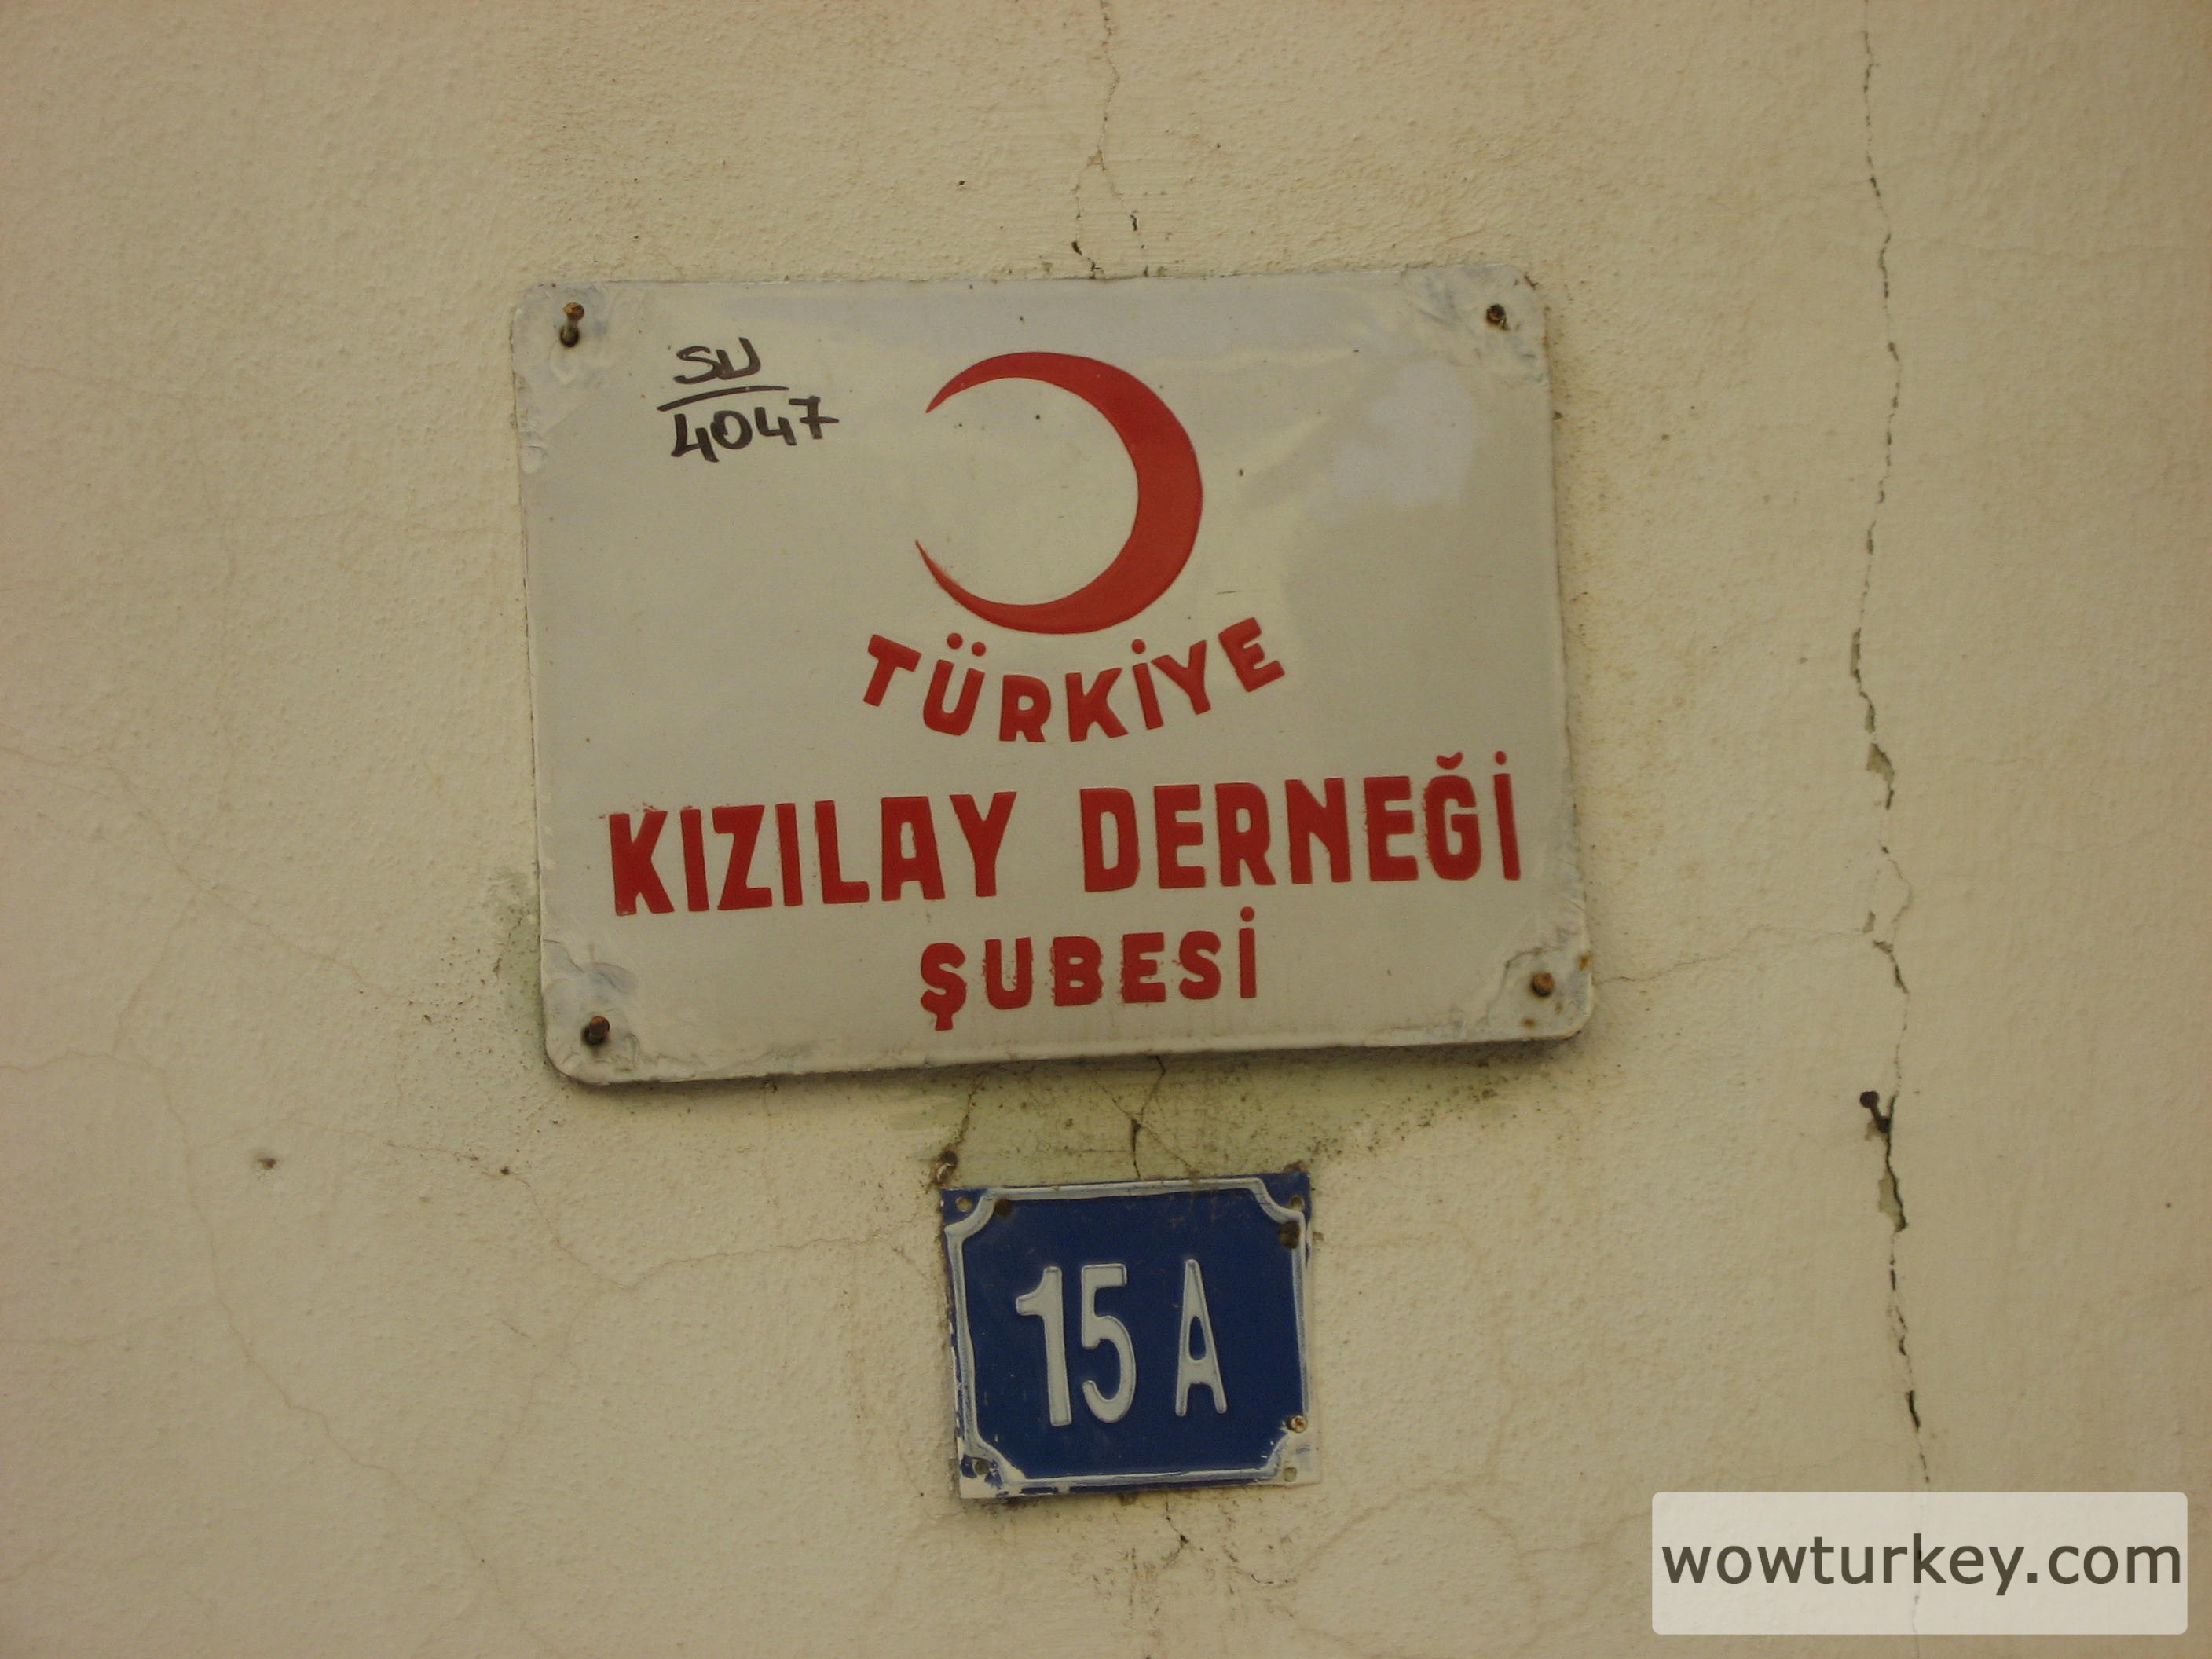 SU
4047
TÜRKİYE
KIZILAY DERNEĞİ
ŞUBESİ
15 A
wowturkey.com